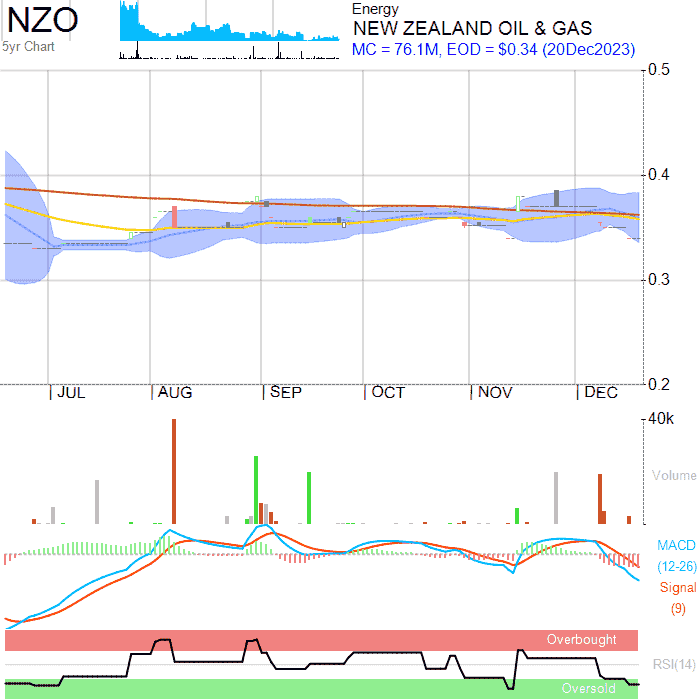 NZO
5yr Chart
Energy
NEW ZEALAND OIL & GAS
MC = 76.1M, EOD = $0.34 (20Dec2023)
0.5
0.4
0.3
0.2
JUL AUG SEP OCT NOV DEC
40k
Volume
MACD
(12-26)
Signal
(9)
Overbought
RSI(14)
Oversold